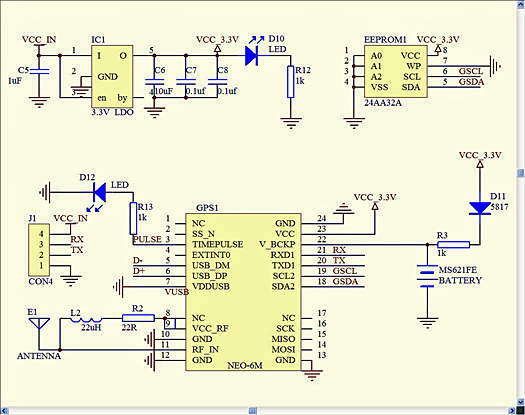 VCC_IN
IC1
VCC_3.3V
D10
LED
EEPROM1
VCC_3.3V
C5
1uF
1
2
3
I
O
GND
en
by
5
4
3.3V LDO
C6
10uF
C7
0.1uf
C8
0.1uf
R12
1k
1
2
3
4
A0
A1
A2
VSS
VCC
WP
SCL
SDA
8
7
6
5
GSCL
GSDA
24AA32A
VCC_3.3V
D12
LED
R13
1k
GPS1
VCC_3.3V
D11
5817
J1
VCC_IN
4
3
2
1
RX
TX
CON4
PULSE
D-
D+
VUSB
1 NC
2 SS_N
3 TIMEPULSE
4 EXTINT0
5 USB_DM
6 USB_DP
7 VDDUSB
8 NC
9 VCC_RF
10 GND
11 RF_IN
12 GND
GND 24
VCC 23
V_BCKP 22
RXD1 21 RX
TXD1 20 TX
SCL2 19 GSCL
SDA2 18 GSDA
NC 17
SCK 16
MISO 15
MOSI 14
GND 13
NEO-6M
R3
1k
MS621FE
BATTERY
E1
ANTENNA
L2
22uH
R2
22R